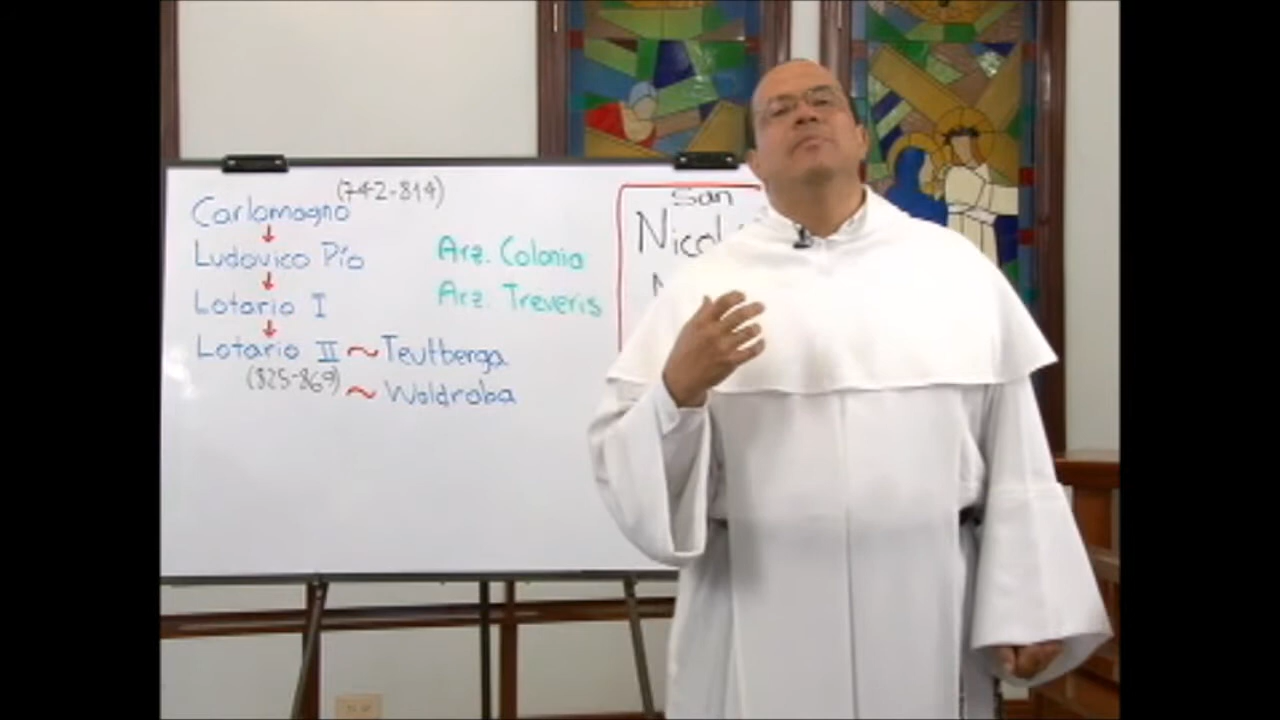 (742-814)
Carlomagno
Ludovico Pío
Lotario I
Lotario II ~ Teutberga
(825-869) ~ Waldraba
Arz. Colonia
Arz. Treveris
San